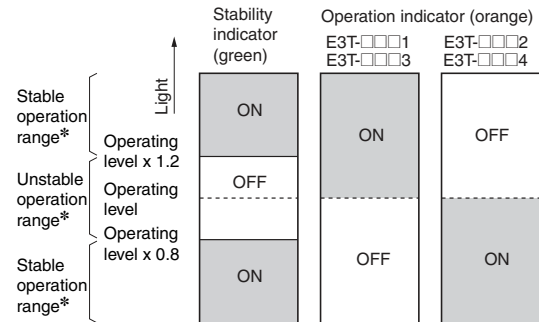 Stability
indicator
(green)
Operation indicator (orange)
E3T-□□□1
E3T-□□□3
E3T-□□□2
E3T-□□□4
Light
Stable
operation
range*
Operating
level x 1.2
Unstable
operation
range*
Operating
level
Operating
level x 0.8
Stable
operation
range*
ON
OFF
ON
ON
OFF
OFF
ON